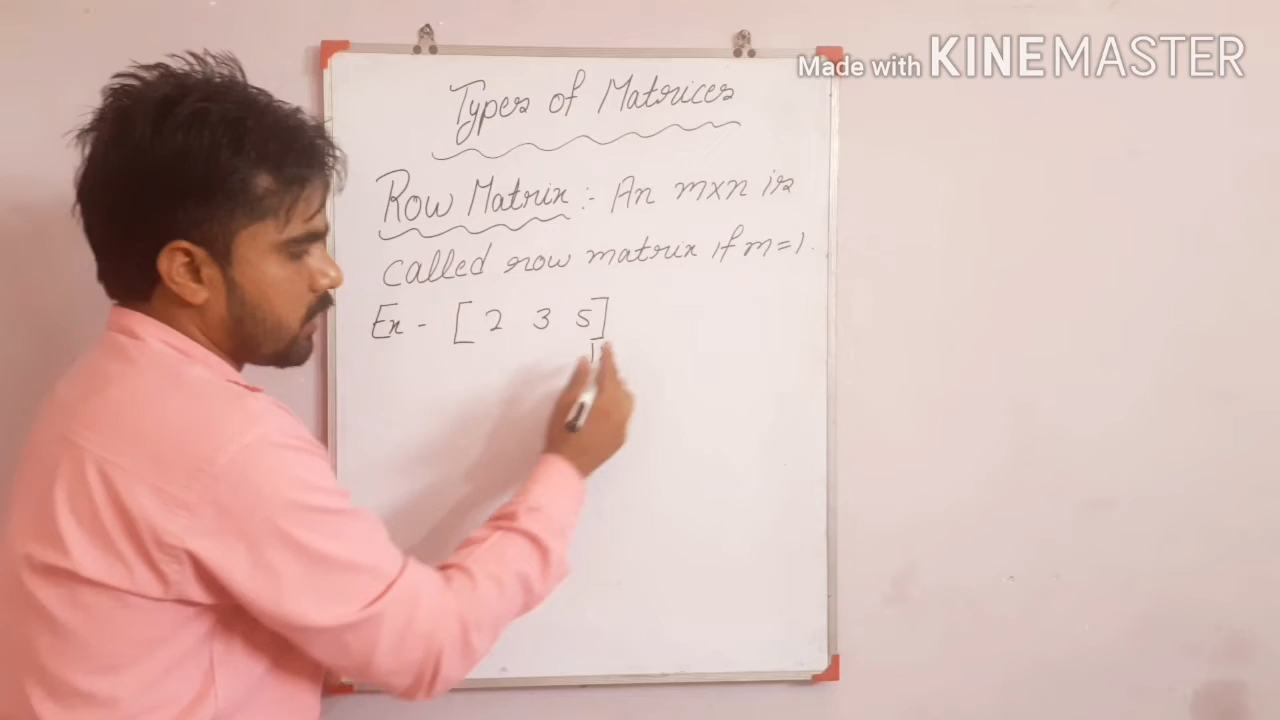 Made with KINEMASTER
Types of Matrices
Row Matrix :- An m×n is
called row matrix if m=1.
Ex - [ 2 3 5]
1